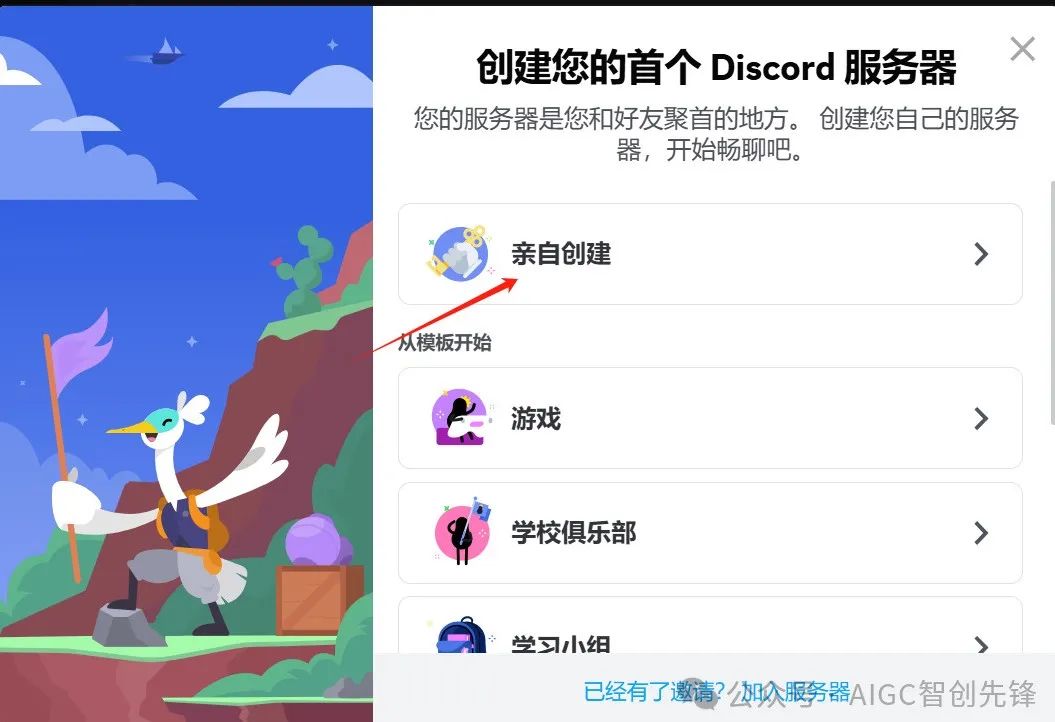 创建您的首个 Discord 服务器
您的服务器是您和好友聚首的地方。 创建您自己的服务
器，开始畅聊吧。
亲自创建
从模板开始
游戏
学校俱乐部
学习小组
已经有了邀请？ 加入服务器
公众号 · AIGC智创先锋